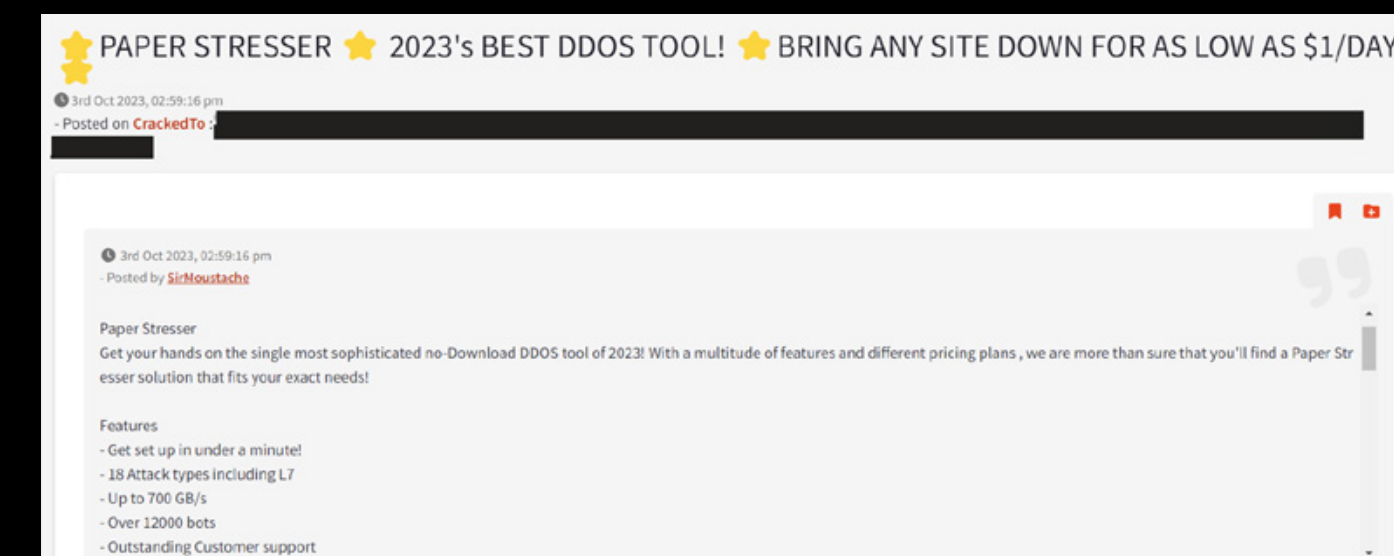 PAPER STRESSER ⭐ 2023's BEST DDOS TOOL! ⭐ BRING ANY SITE DOWN FOR AS LOW AS $1/DAY
3rd Oct 2023, 02:59:16 pm
- Posted on CrackedTo :
3rd Oct 2023, 02:59:16 pm
- Posted by SirMoustache
Paper Stresser
Get your hands on the single most sophisticated no-Download DDOS tool of 2023! With a multitude of features and different pricing plans , we are more than sure that you'll find a Paper Str
esser solution that fits your exact needs!
Features
- Get set up in under a minute!
- 18 Attack types including L7
- Up to 700 GB/s
- Over 12000 bots
- Outstanding Customer support